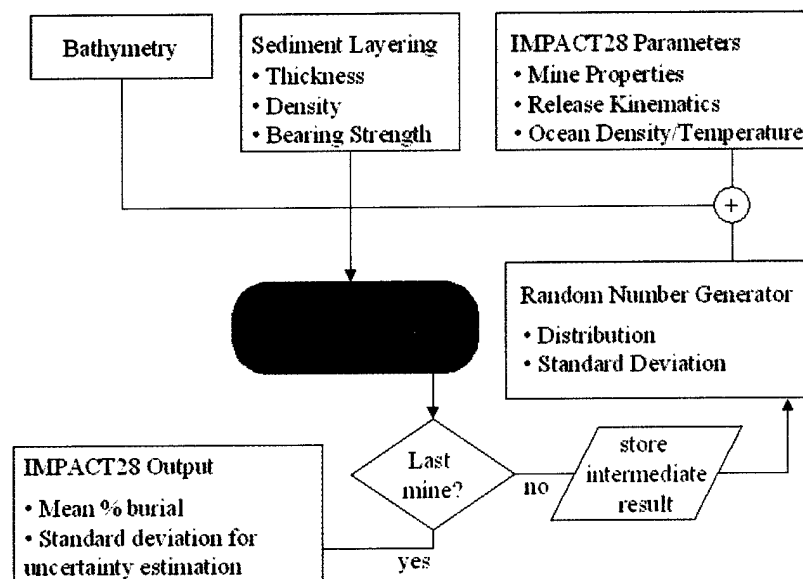 Bathymetry
Sediment Layering
• Thickness
• Density
• Bearing Strength
IMPACT28 Parameters
• Mine Properties
• Release Kinematics
• Ocean Density/Temperature
+
Random Number Generator
• Distribution
• Standard Deviation
Last
mine?
no
store
intermediate
result
yes
IMPACT28 Output
• Mean % burial
• Standard deviation for
uncertainty estimation